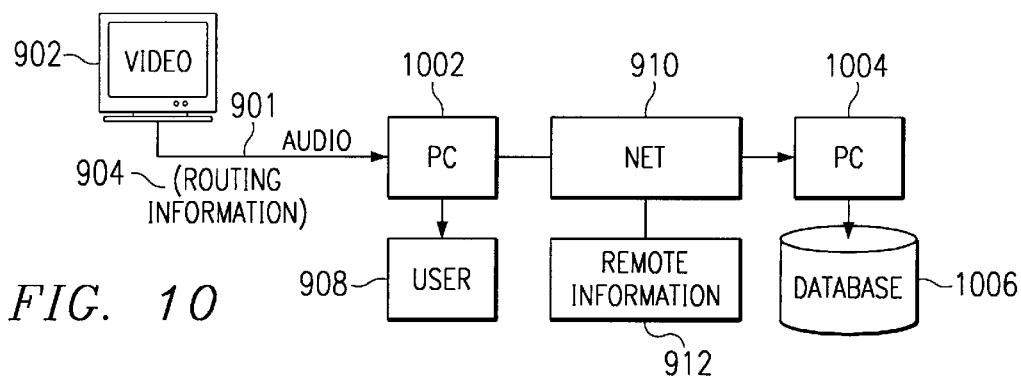 902
VIDEO
901
AUDIO
904
(ROUTING
INFORMATION)
1002
PC
910
NET
1004
PC
908
USER
REMOTE
INFORMATION
912
DATABASE
1006
FIG. 10